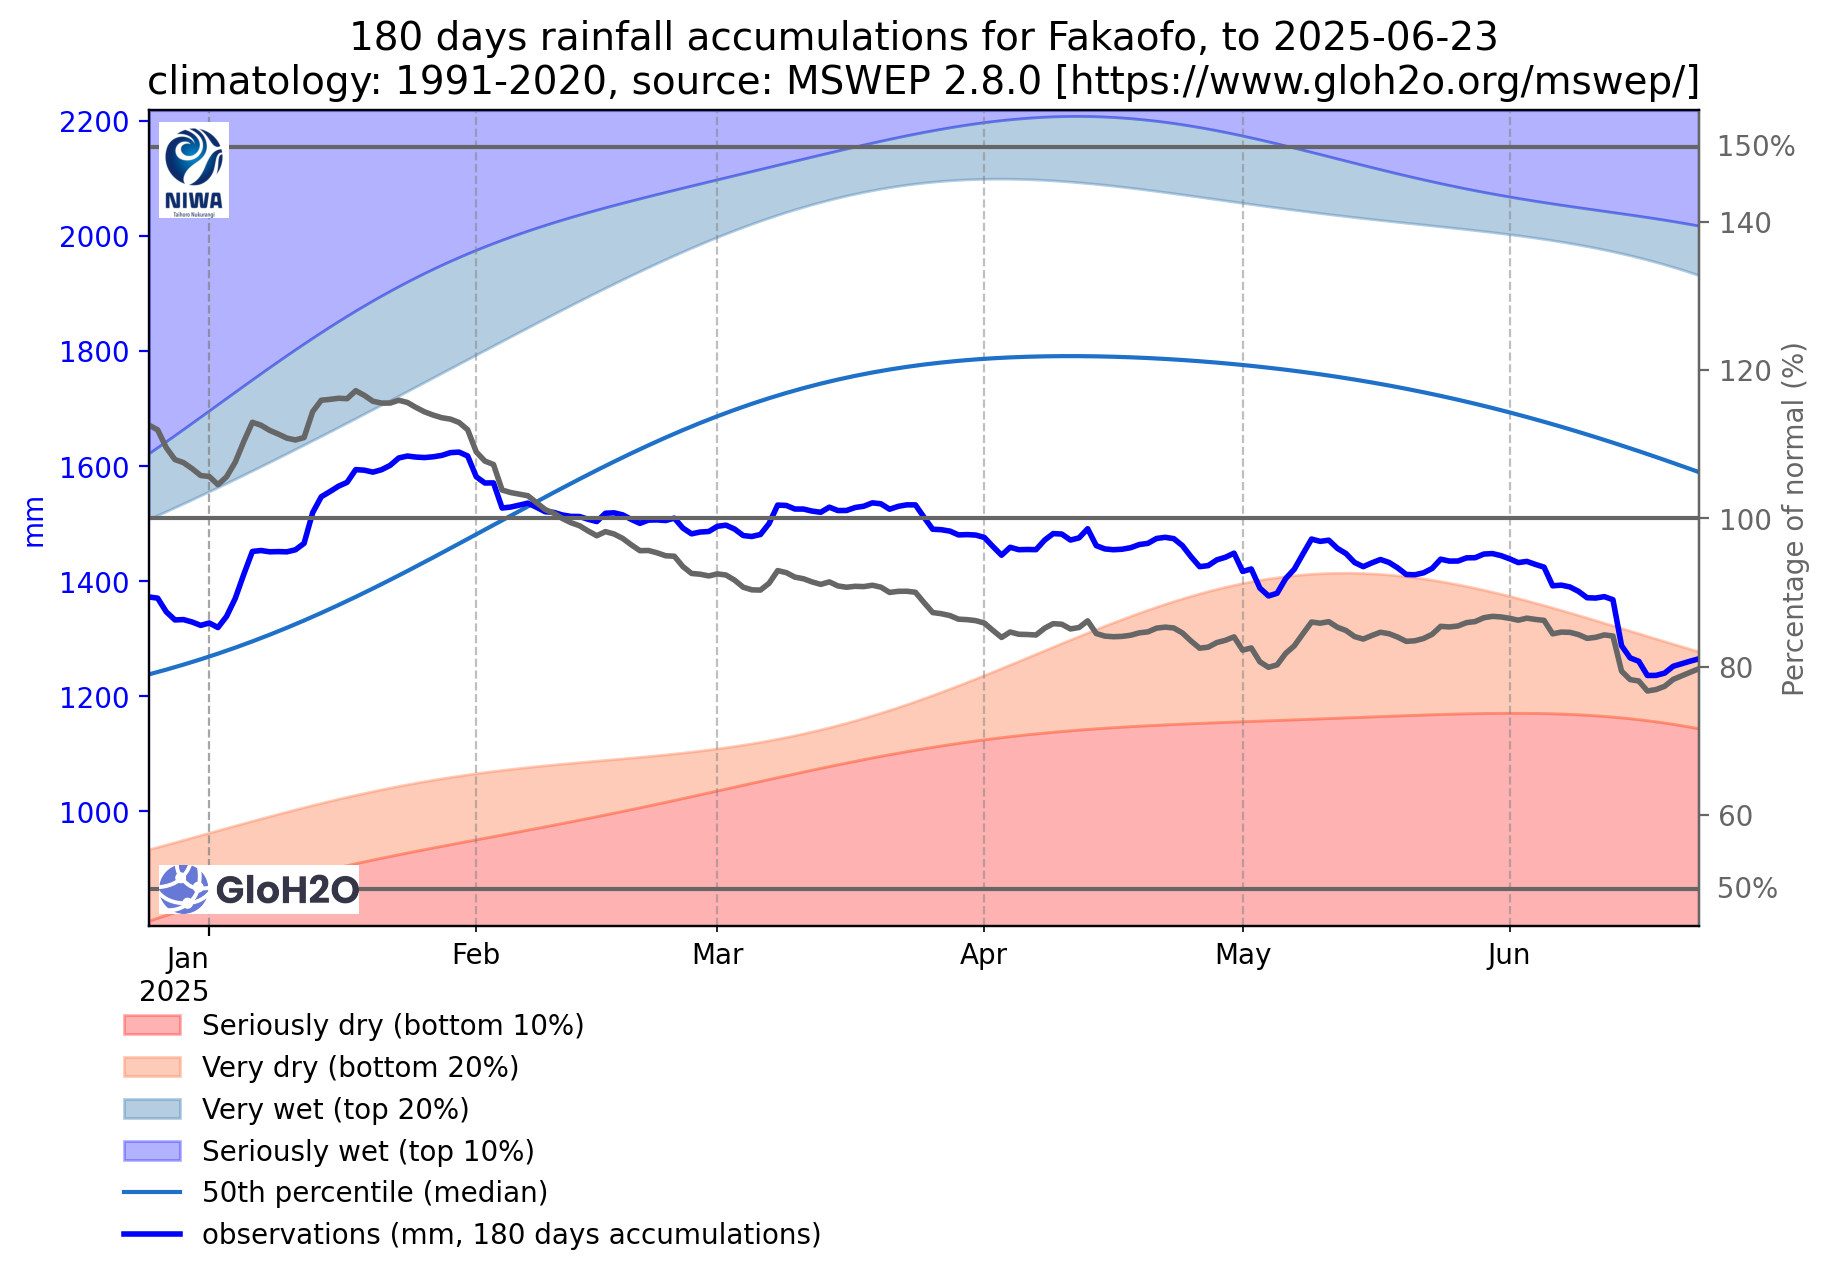 180 days rainfall accumulations for Fakaofo, to 2025-06-23
climatology: 1991-2020, source: MSWEP 2.8.0 [https://www.gloh2o.org/mswep/]
2200
2000
1800
1600
1400
1200
1000
mm
NIWA
Taihoro Nukurangi
GloH2O
150%
140
120
100
80
60
50%
Percentage of normal (%)
Jan
2025
Feb
Mar
Apr
May
Jun
Seriously dry (bottom 10%)
Very dry (bottom 20%)
Very wet (top 20%)
Seriously wet (top 10%)
50th percentile (median)
observations (mm, 180 days accumulations)